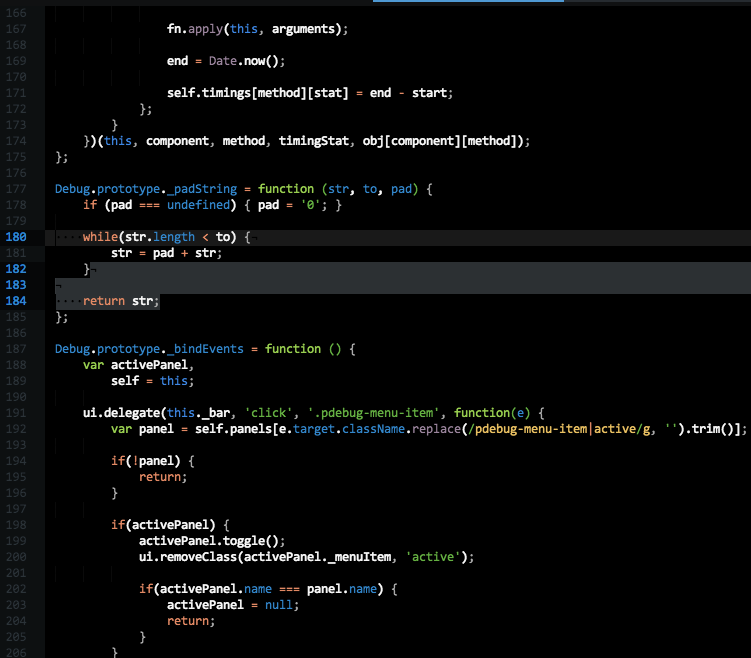 166
167 fn.apply(this, arguments);
168
169 end = Date.now();
170
171 self.timings[method][stat] = end - start;
172 };
173 }
174 })(this, component, method, timingStat, obj[component][method]);
175 };
176
177 Debug.prototype._padString = function (str, to, pad) {
178 if (pad === undefined) { pad = '0'; }
179
180 ····while(str.length < to) {¬
181 str = pad + str;
182 }¬
183 ¬
184 ····return str;
185 };
186
187 Debug.prototype._bindEvents = function () {
188 var activePanel,
189 self = this;
190
191 ui.delegate(this._bar, 'click', '.pdebug-menu-item', function(e) {
192 var panel = self.panels[e.target.className.replace(/pdebug-menu-item|active/g, '').trim()];
193
194 if(!panel) {
195 return;
196 }
197
198 if(activePanel) {
199 activePanel.toggle();
200 ui.removeClass(activePanel._menuItem, 'active');
201
202 if(activePanel.name === panel.name) {
203 activePanel = null;
204 return;
205 }
206 }